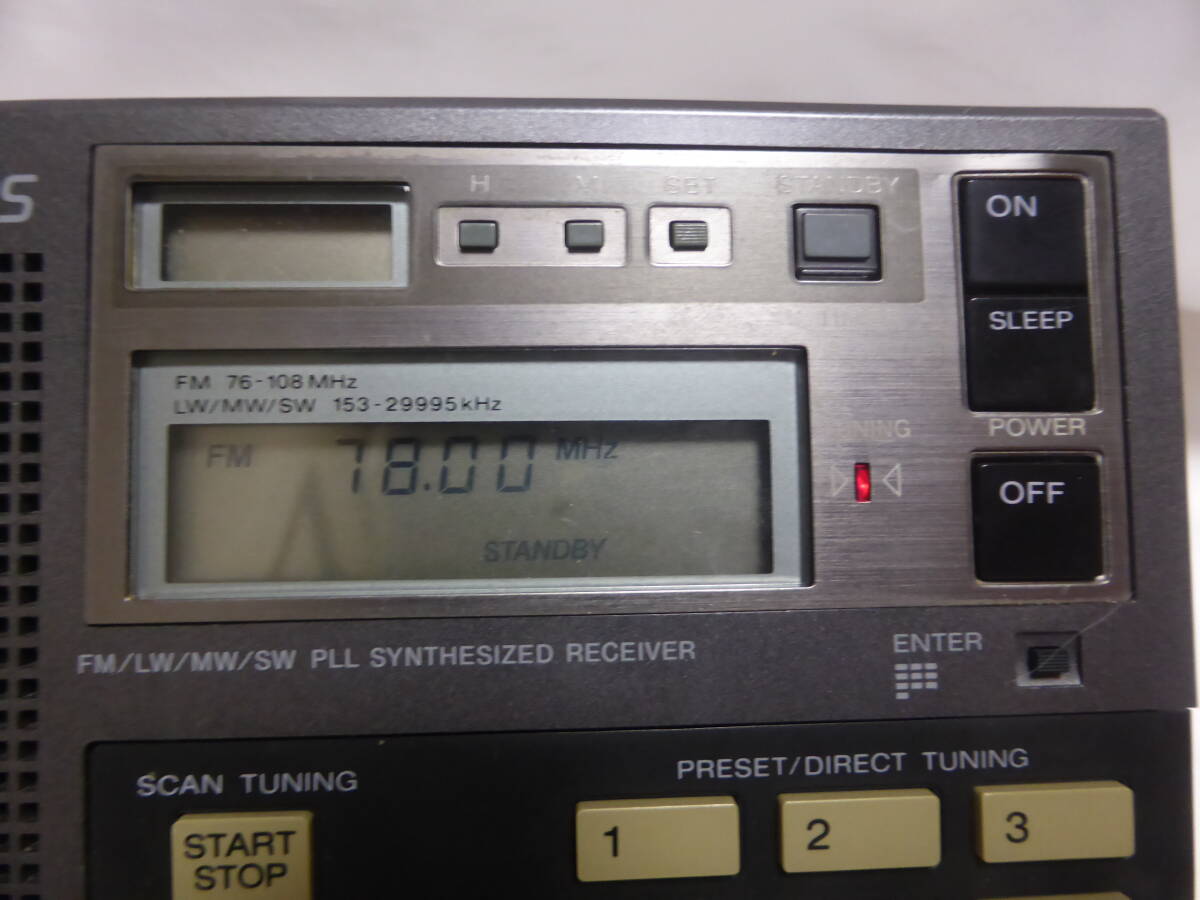 S
H M SET STANDBY
ON
SLEEP
FM 76-108 MHz
LW/MW/SW 153-29995 kHz
FM 78.00 MHz
STANDBY
TUNING
POWER
OFF
FM/LW/MW/SW PLL SYNTHESIZED RECEIVER
ENTER
SCAN TUNING
PRESET/DIRECT TUNING
START
STOP
1 2 3